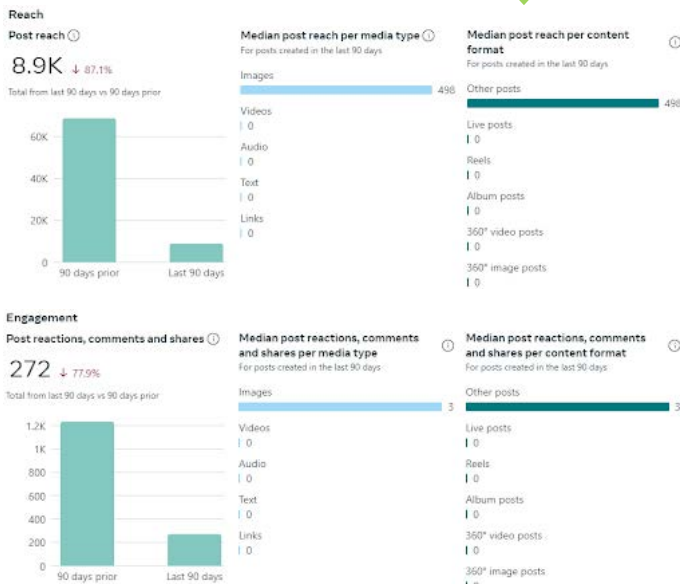 Reach
Post reach
8.9K ↓ 87.1%
Total from last 90 days vs 90 days prior
60K
40K
20K
0
90 days prior
Last 90 days
Median post reach per media type
For posts created in the last 90 days
Images
498
Videos
0
Audio
0
Text
0
Links
0
Median post reach per content
format
For posts created in the last 90 days
Other posts
498
Live posts
0
Reels
0
Album posts
0
360° video posts
0
360° image posts
0
Engagement
Post reactions, comments and shares
272 ↓ 77.9%
Total from last 90 days vs 90 days prior
1.2K
1K
800
600
400
200
0
90 days prior
Last 90 days
Median post reactions, comments
and shares per media type
For posts created in the last 90 days
Images
3
Videos
0
Audio
0
Text
0
Links
0
Median post reactions, comments
and shares per content format
For posts created in the last 90 days
Other posts
3
Live posts
0
Reels
0
Album posts
0
360° video posts
0
360° image posts